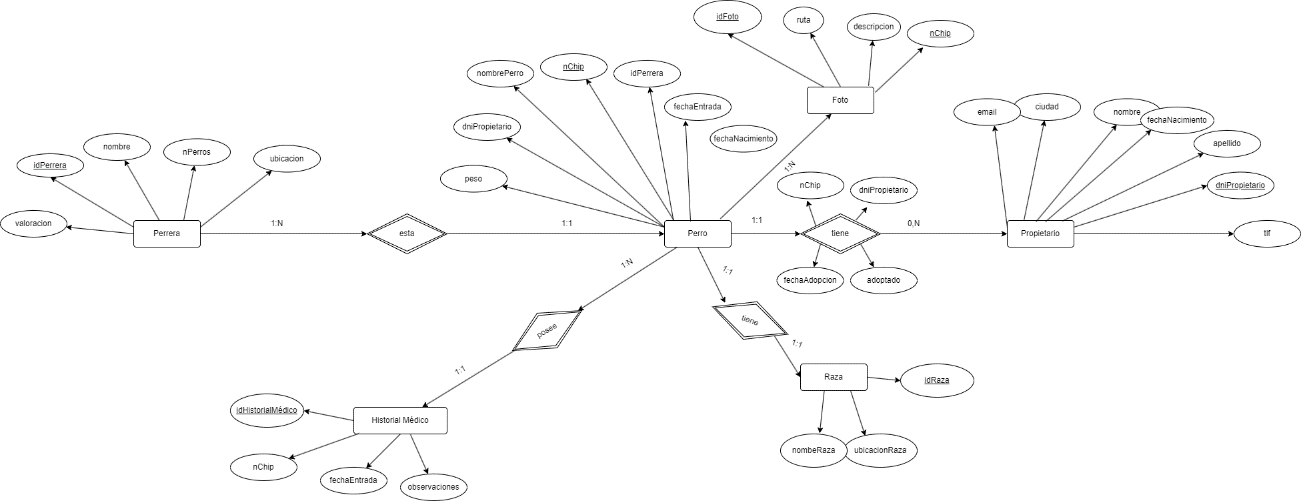 idFoto
ruta
descripcion
nChip
nombrePerro
nChip
idPerrera
fechaEntrada
Foto
email
ciudad
nombre
fechaNacimiento
dniPropietario
fechaNacimiento
apellido
idPerrera
nombre
nPerros
ubicacion
peso
1:N
nChip
dniPropietario
dniPropietario
valoracion
Perrera
1:N
esta
1:1
Perro
1:1
tiene
0,N
Propietario
tlf
1:N
1:1
fechaAdopcion
adoptado
posee
tiene
1:1
1:1
Raza
idRaza
idHistorialMédico
Historial Médico
nombeRaza
ubicacionRaza
nChip
fechaEntrada
observaciones